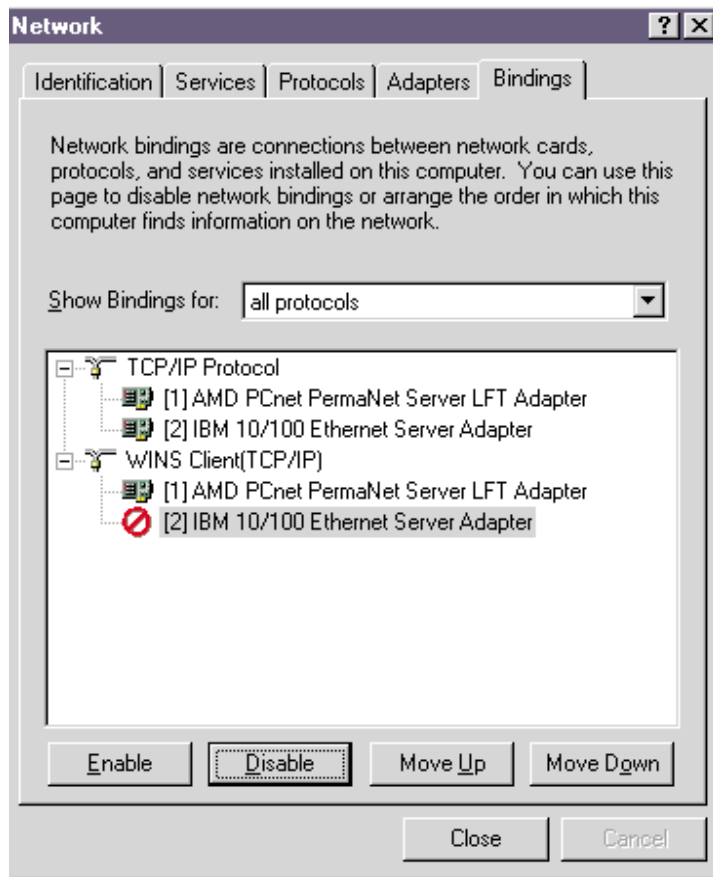 Network
Identification Services Protocols Adapters Bindings
Network bindings are connections between network cards,
protocols, and services installed on this computer. You can use this
page to disable network bindings or arrange the order in which this
computer finds information on the network.
Show Bindings for: all protocols
TCP/IP Protocol
[1] AMD PCnet PermaNet Server LFT Adapter
[2] IBM 10/100 Ethernet Server Adapter
WINS Client(TCP/IP)
[1] AMD PCnet PermaNet Server LFT Adapter
[2] IBM 10/100 Ethernet Server Adapter
Enable Disable Move Up Move Down
Close Cancel